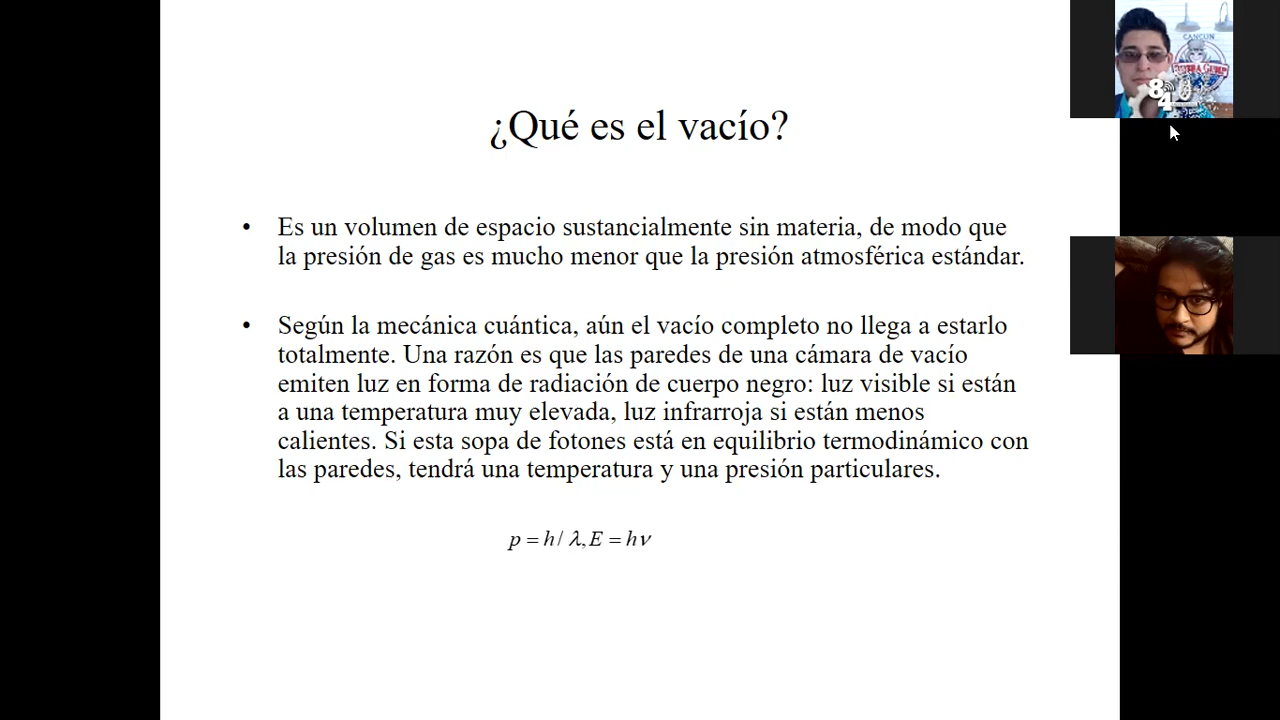 ¿Qué es el vacío?
• Es un volumen de espacio sustancialmente sin materia, de modo que
la presión de gas es mucho menor que la presión atmosférica estándar.
• Según la mecánica cuántica, aún el vacío completo no llega a estarlo
totalmente. Una razón es que las paredes de una cámara de vacío
emiten luz en forma de radiación de cuerpo negro: luz visible si están
a una temperatura muy elevada, luz infrarroja si están menos
calientes. Si esta sopa de fotones está en equilibrio termodinámico con
las paredes, tendrá una temperatura y una presión particulares.
p = h / λ, E = hν
CANCUN
84